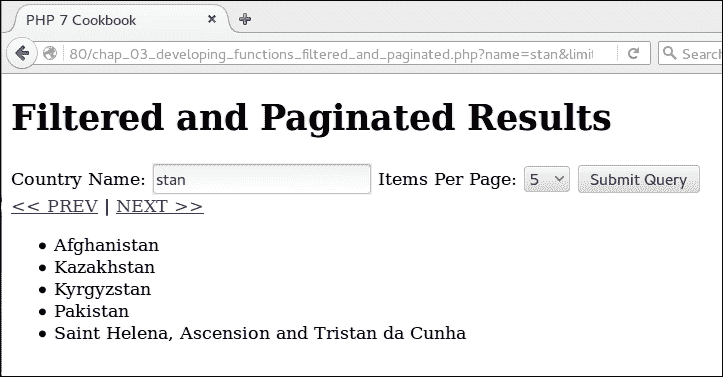 PHP 7 Cookbook
80/chap_03_developing_functions_filtered_and_paginated.php?name=stan&limit
Search
Filtered and Paginated Results
Country Name: stan Items Per Page: 5 Submit Query
<< PREV | NEXT >>
• Afghanistan
• Kazakhstan
• Kyrgyzstan
• Pakistan
• Saint Helena, Ascension and Tristan da Cunha